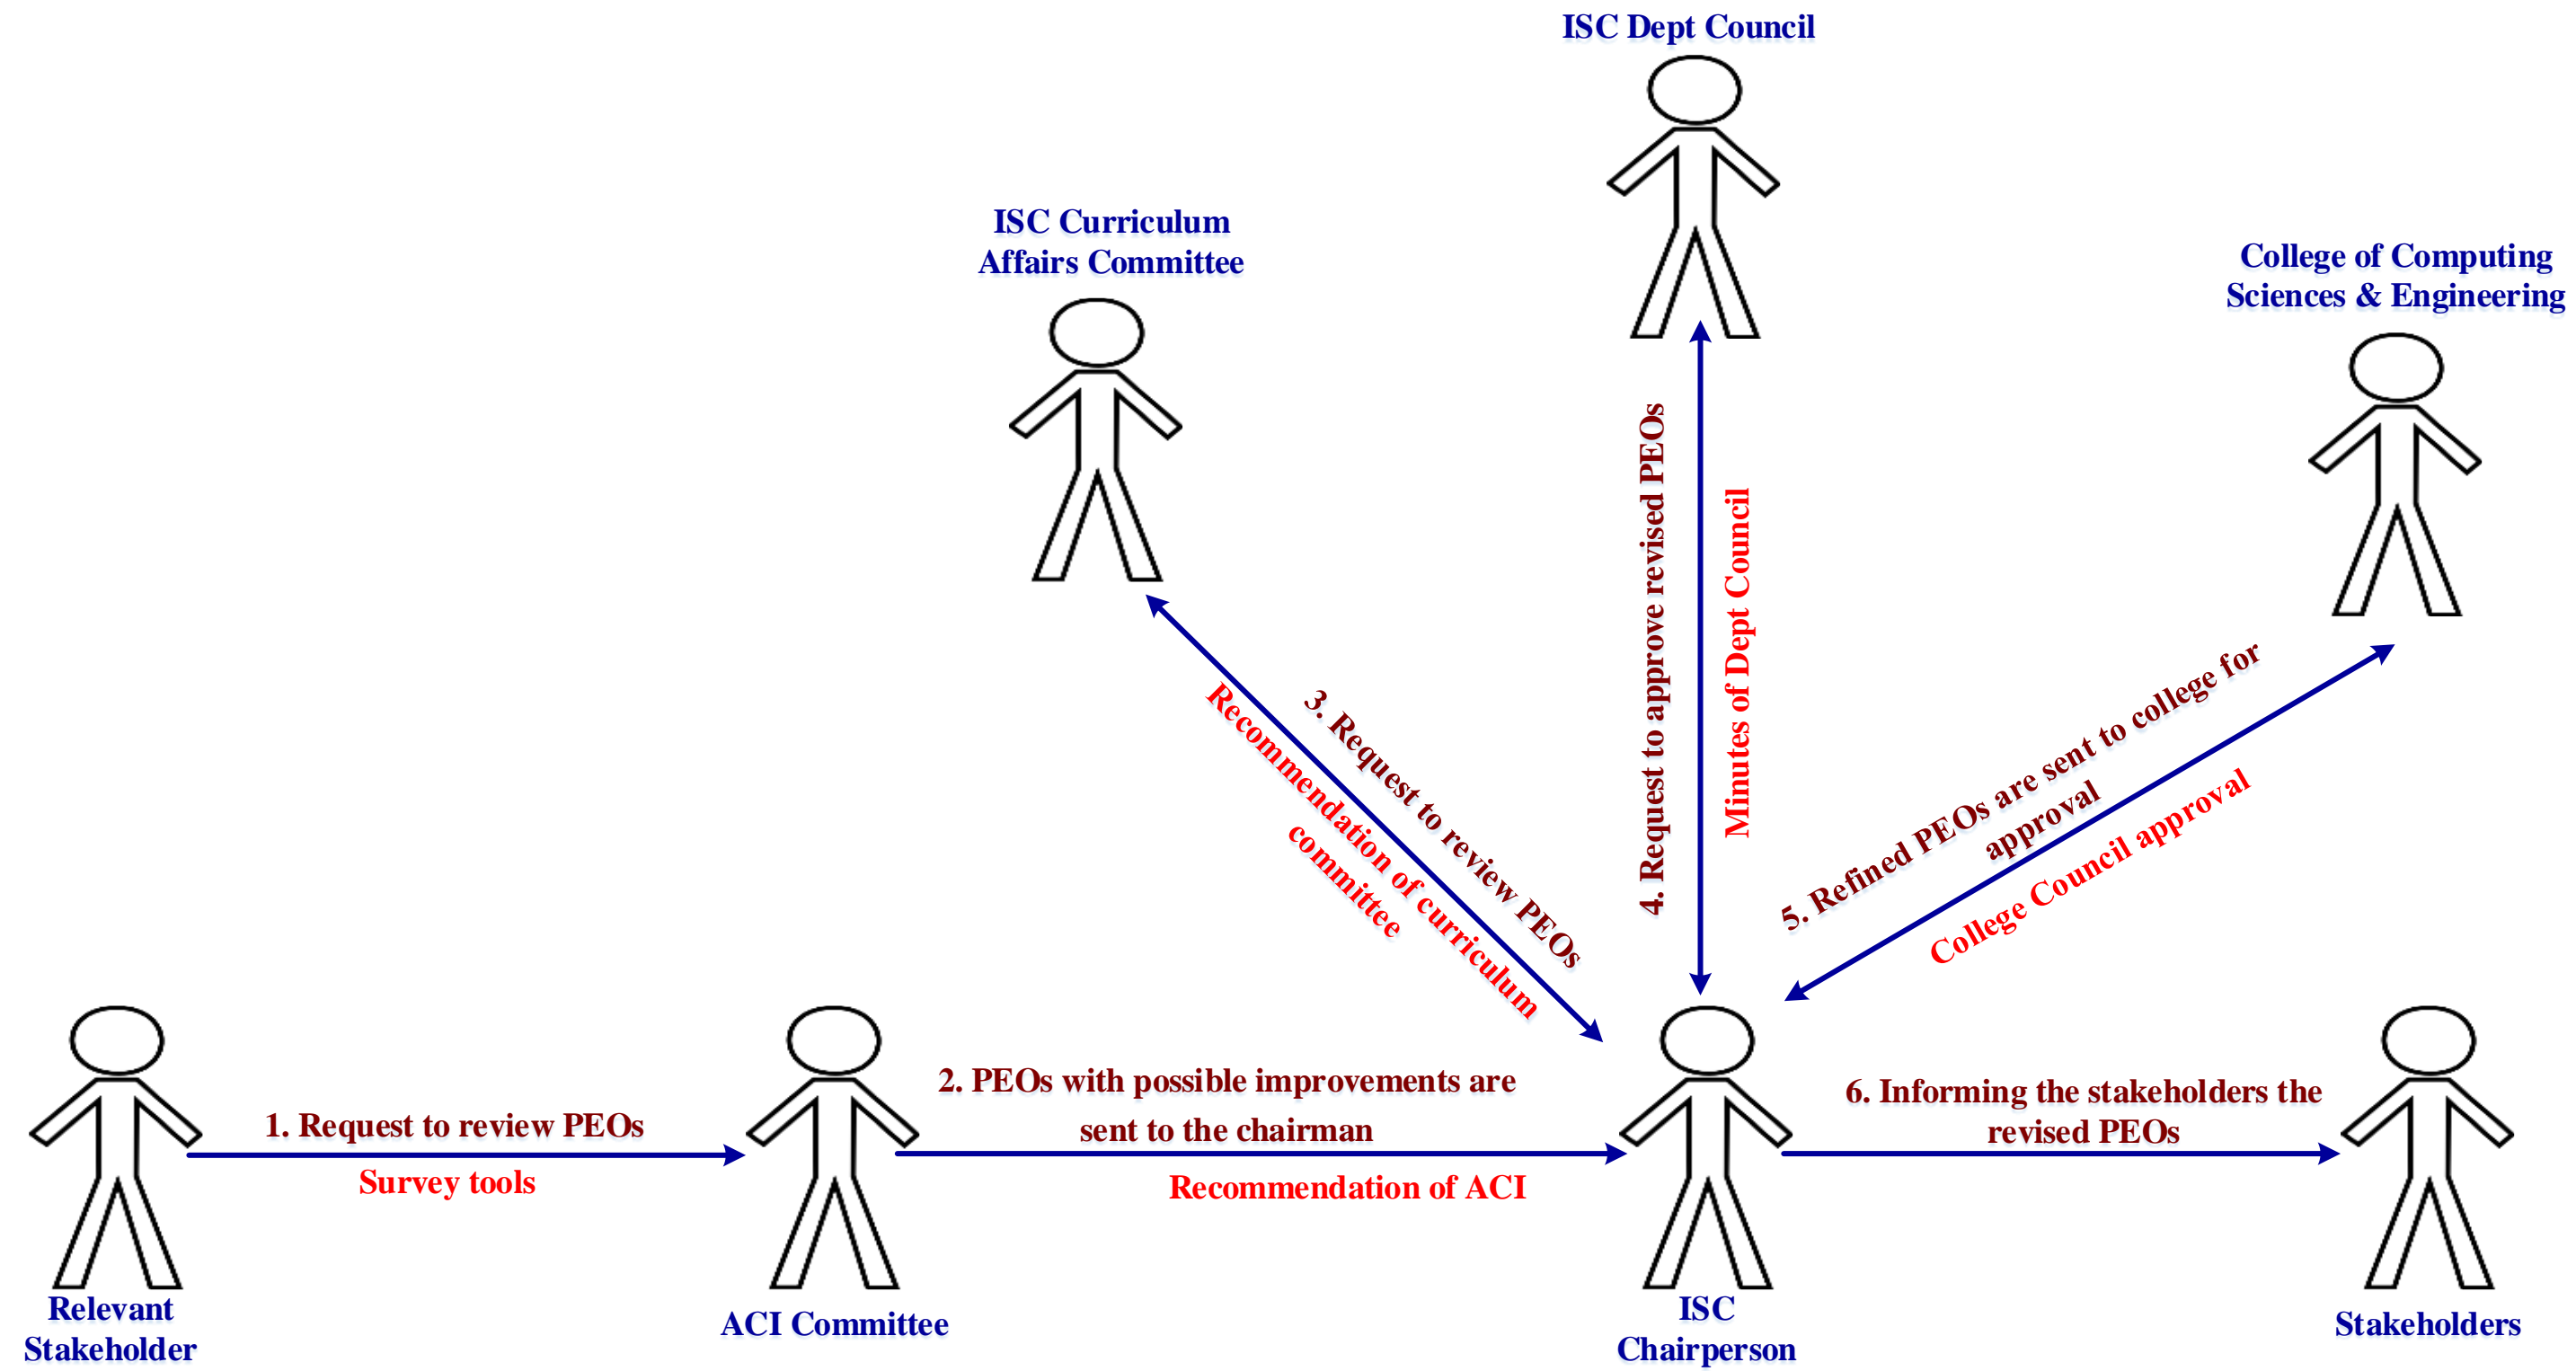 ISC Dept Council
ISC Curriculum
Affairs Committee
College of Computing
Sciences & Engineering
4. Request to approve revised PEOs
Minutes of Dept Council
3. Request to review PEOs
Recommendation of curriculum
committee
5. Refined PEOs are sent to college for
approval
College Council approval
1. Request to review PEOs
Survey tools
2. PEOs with possible improvements are
sent to the chairman
Recommendation of ACI
6. Informing the stakeholders the
revised PEOs
Relevant
Stakeholder
ACI Committee
ISC
Chairperson
Stakeholders